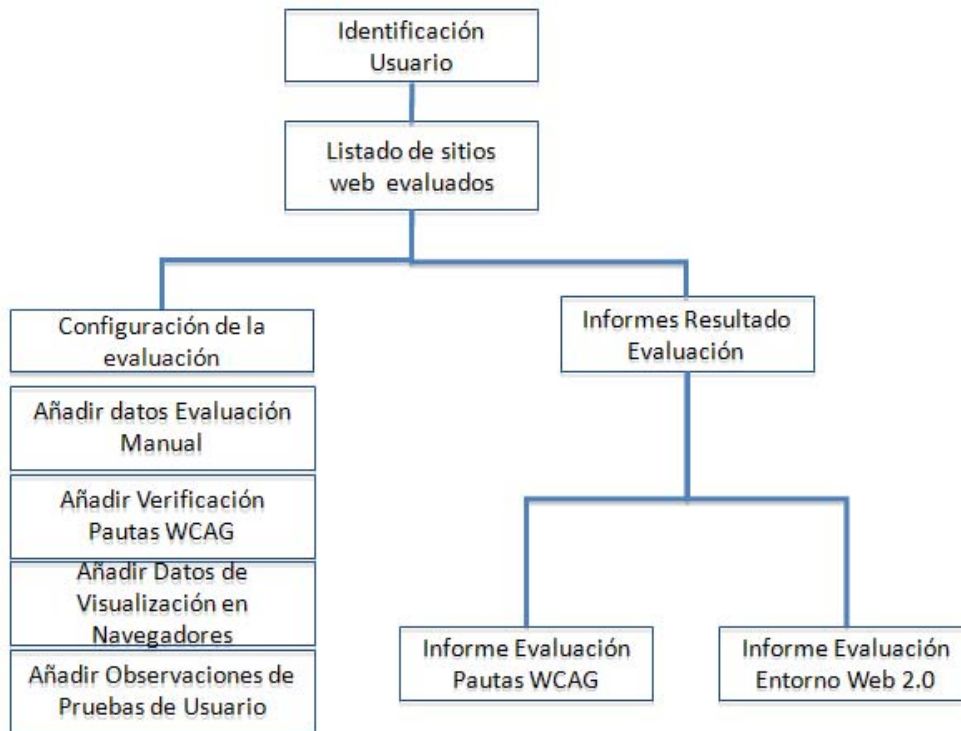 Identificación
Usuario
Listado de sitios
web evaluados
Configuración de la
evaluación
Informes Resultado
Evaluación
Añadir datos Evaluación
Manual
Añadir Verificación
Pautas WCAG
Añadir Datos de
Visualización en
Navegadores
Añadir Observaciones de
Pruebas de Usuario
Informe Evaluación
Pautas WCAG
Informe Evaluación
Entorno Web 2.0